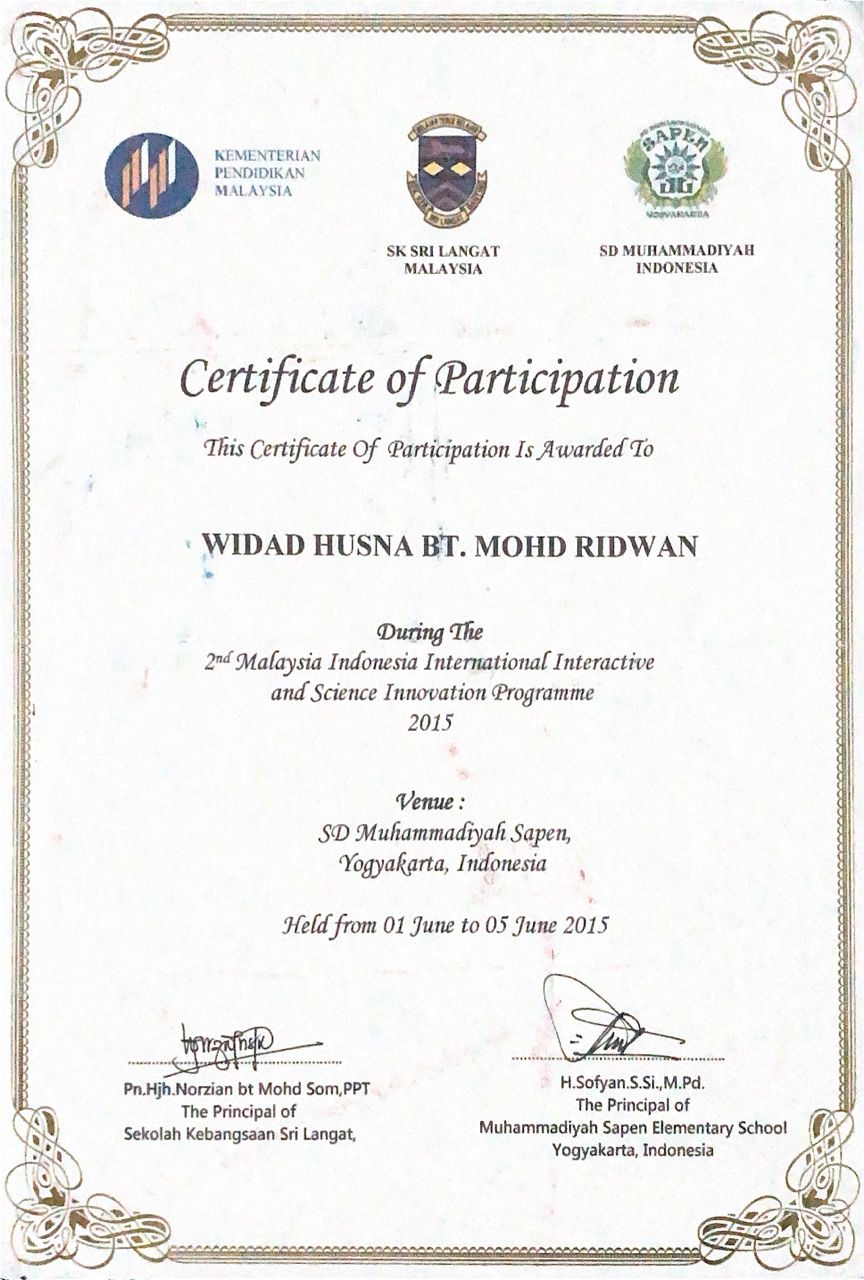 KEMENTERIAN
PENDIDIKAN
MALAYSIA
SK SRI LANGAT
MALAYSIA
SAPEN
YOGYAKARTA
SD MUHAMMADIYAH
INDONESIA
Certificate of Participation
This Certificate Of Participation Is Awarded To
WIDAD HUSNA BT. MOHD RIDWAN
During The
2nd Malaysia Indonesia International Interactive
and Science Innovation Programme
2015
Venue :
SD Muhammadiyah Sapen,
Yogyakarta, Indonesia
Held from 01 June to 05 June 2015
Pn.Hjh.Norzian bt Mohd Som,PPT
The Principal of
Sekolah Kebangsaan Sri Langat,
H.Sofyan.S.Si.,M.Pd.
The Principal of
Muhammadiyah Sapen Elementary School
Yogyakarta, Indonesia